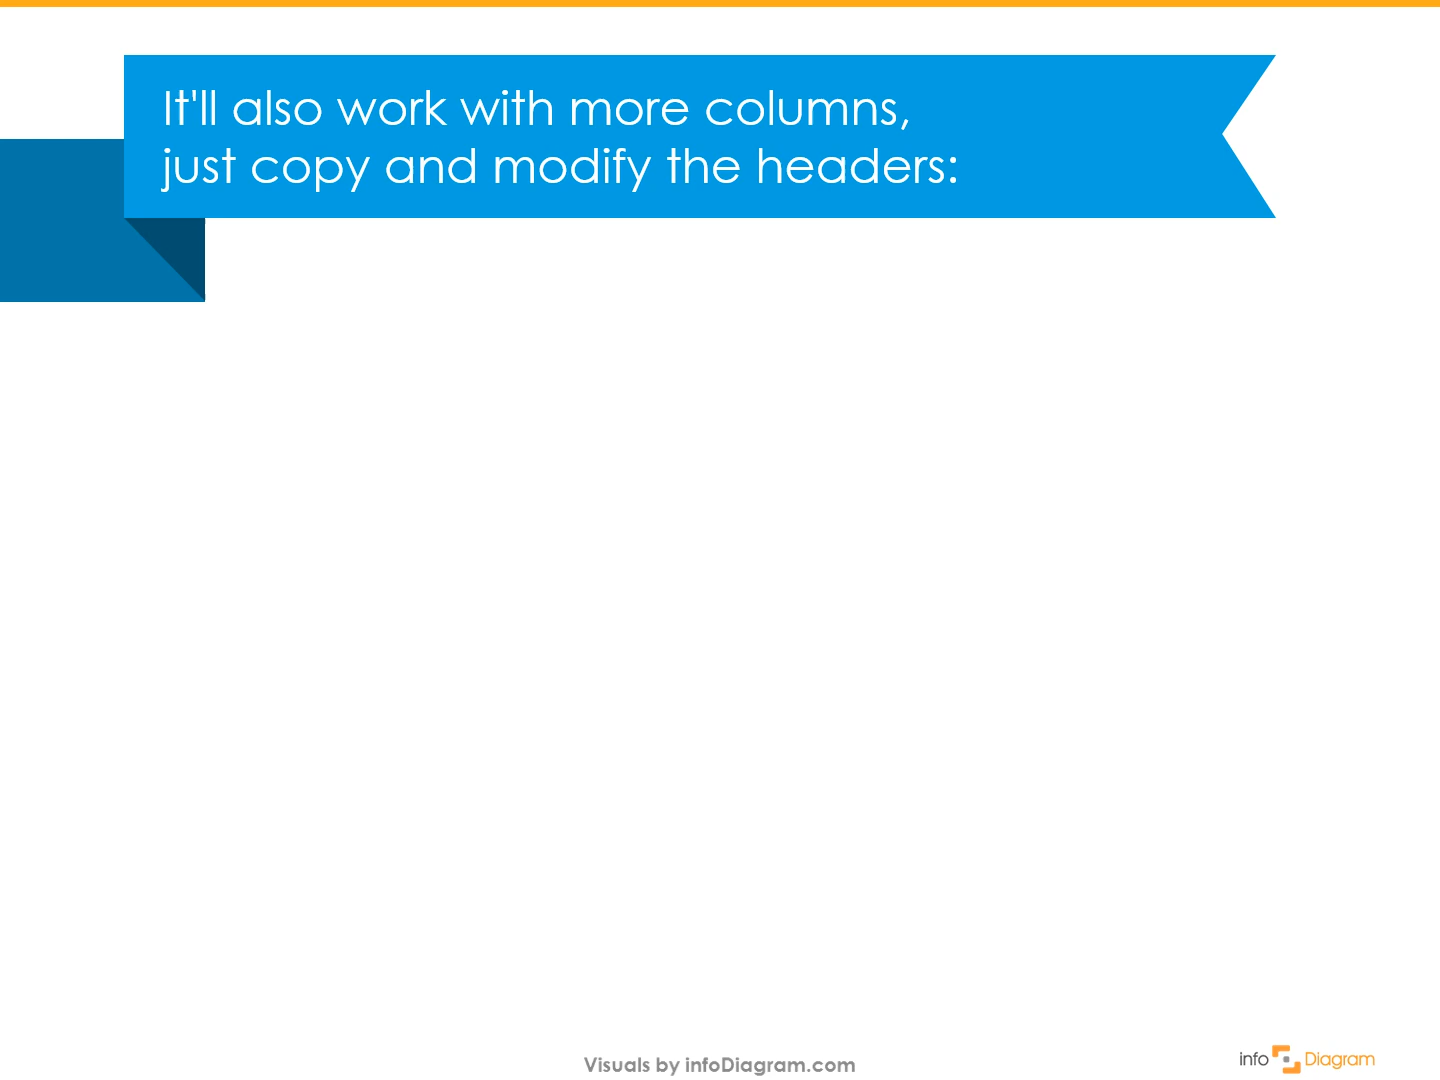 It'll also work with more columns,
just copy and modify the headers:
Visuals by infoDiagram.com
info Diagram